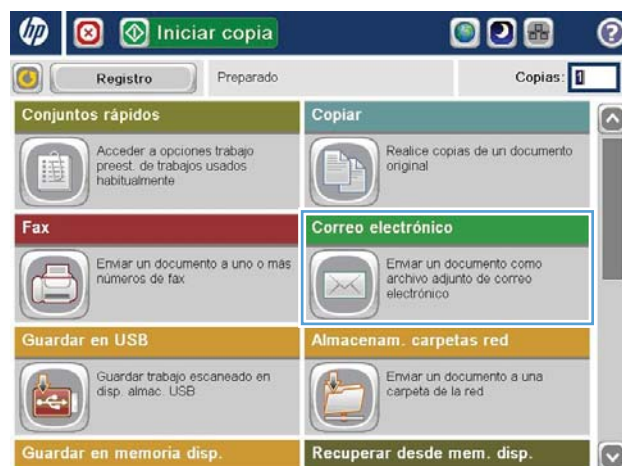 hp
Iniciar copia
?
Registro
Preparado
Copias: 1
Conjuntos rápidos
Acceder a opciones trabajo
preest. de trabajos usados
habitualmente
Copiar
Realice copias de un documento
original
Fax
Enviar un documento a uno o más
números de fax
Correo electrónico
Enviar un documento como
archivo adjunto de correo
electrónico
Guardar en USB
Guardar trabajo escaneado en
disp. almac. USB
Almacenam. carpetas red
Enviar un documento a una
carpeta de la red
Guardar en memoria disp.
Recuperar desde mem. disp.